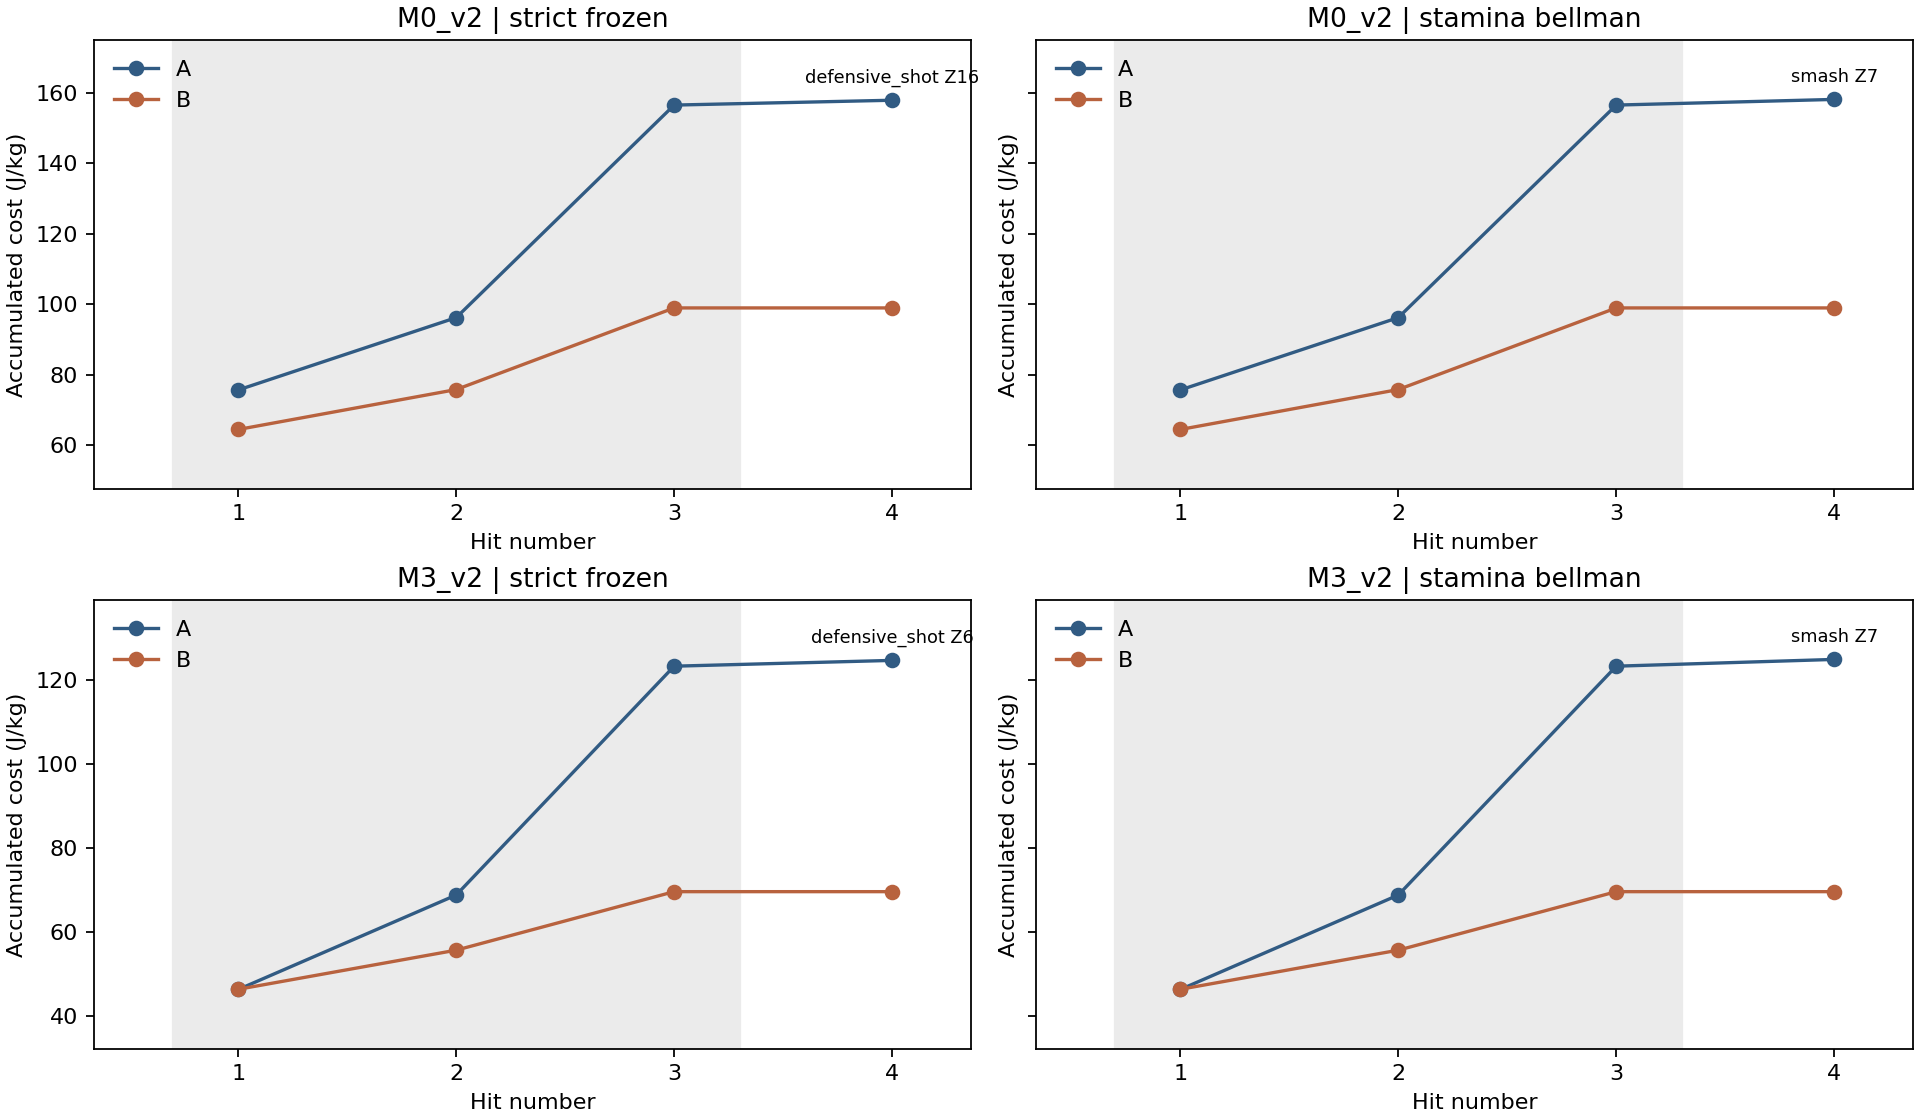 M0_v2 | strict frozen
A
B
defensive_shot Z16
Accumulated cost (J/kg)
160
140
120
100
80
60
1
2
3
4
Hit number
M0_v2 | stamina bellman
A
B
smash Z7
Accumulated cost (J/kg)
1
2
3
4
Hit number
M3_v2 | strict frozen
A
B
defensive_shot Z6
Accumulated cost (J/kg)
120
100
80
60
40
1
2
3
4
Hit number
M3_v2 | stamina bellman
A
B
smash Z7
Accumulated cost (J/kg)
1
2
3
4
Hit number